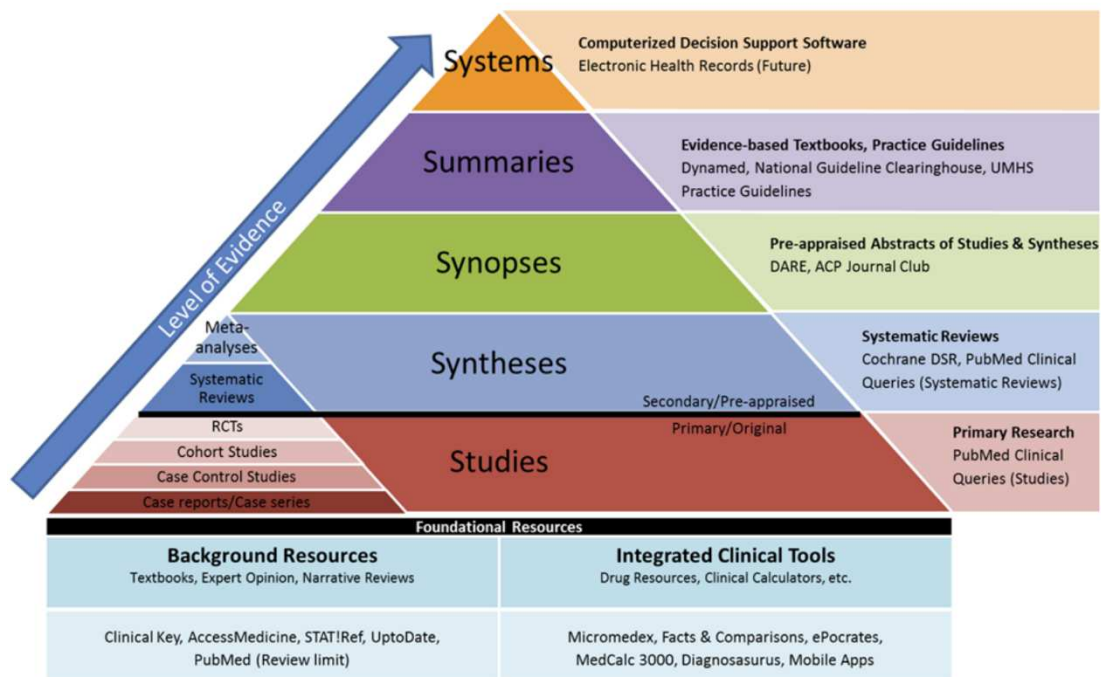 Systems
Computerized Decision Support Software
Electronic Health Records (Future)
Summaries
Evidence-based Textbooks, Practice Guidelines
Dynamed, National Guideline Clearinghouse, UMHS
Practice Guidelines
Level of Evidence
Synopses
Pre-appraised Abstracts of Studies & Syntheses
DARE, ACP Journal Club
Meta-
analyses
Systematic
Reviews
Syntheses
Secondary/Pre-appraised
Systematic Reviews
Cochrane DSR, PubMed Clinical
Queries (Systematic Reviews)
RCTs
Cohort Studies
Case Control Studies
Case reports/Case series
Primary/Original
Studies
Primary Research
PubMed Clinical
Queries (Studies)
Foundational Resources
Background Resources
Textbooks, Expert Opinion, Narrative Reviews
Integrated Clinical Tools
Drug Resources, Clinical Calculators, etc.
Clinical Key, AccessMedicine, STAT!Ref, UptoDate,
PubMed (Review limit)
Micromedex, Facts & Comparisons, ePocrates,
MedCalc 3000, Diagnosaurus, Mobile Apps